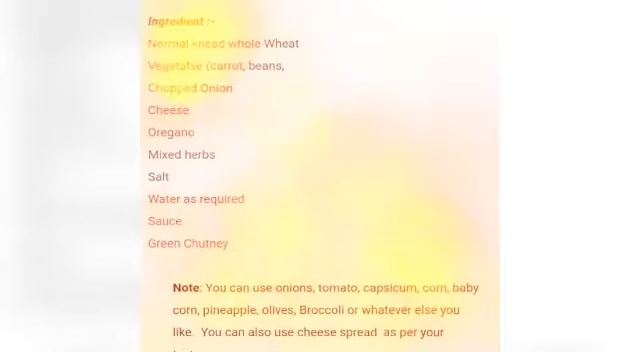 Ingredient :-
Normal knead whole Wheat
Vegetable (carrot, beans,
Chopped Onion
Cheese
Oregano
Mixed herbs
Salt
Water as required
Sauce
Green Chutney
Note: You can use onions, tomato, capsicum, corn, baby
corn, pineapple, olives, Broccoli or whatever else you
like. You can also use cheese spread as per your